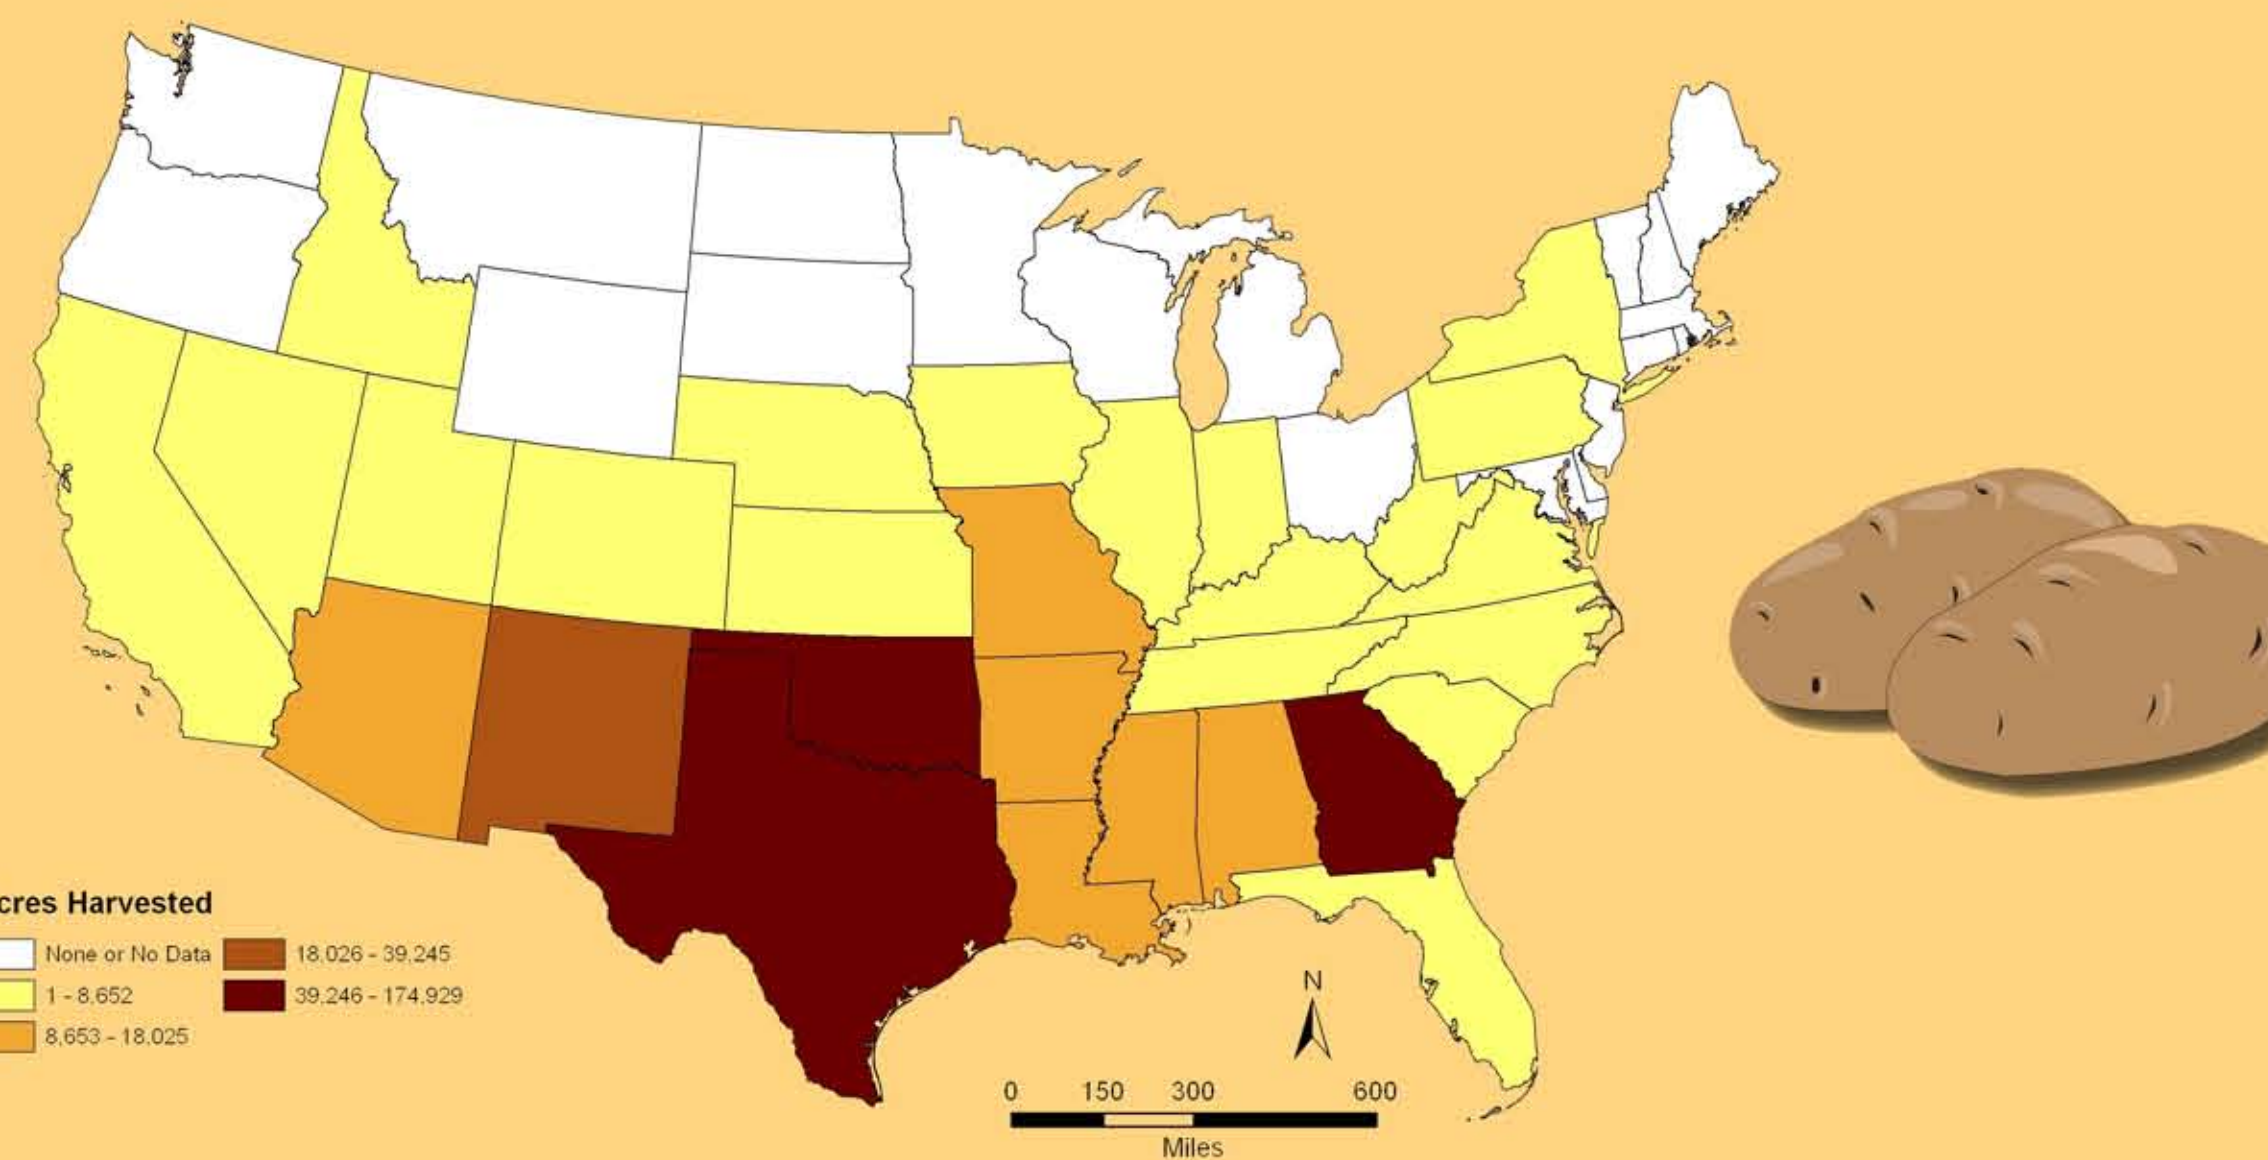 cres Harvested
None or No Data
1 - 8,652
8,653 - 18,025
18,026 - 39,245
39,246 - 174,929
N
0 150 300 600
Miles